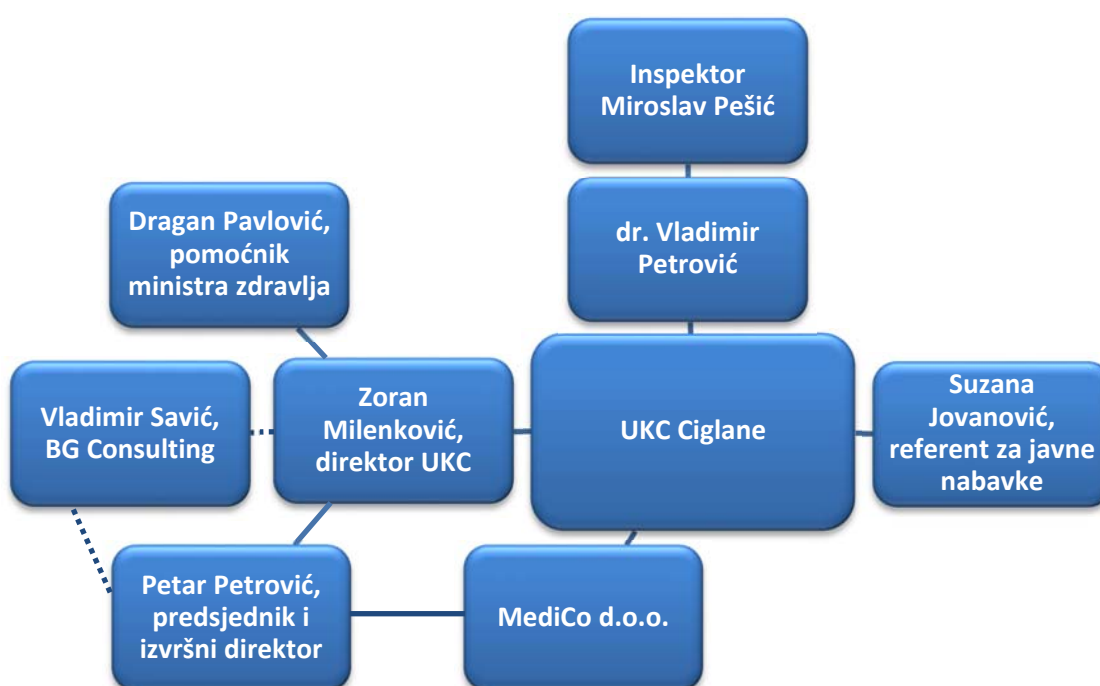 Inspektor
Miroslav Pešić
Dragan Pavlović,
pomoćnik
ministra zdravlja
dr. Vladimir
Petrović
Vladimir Savić,
BG Consulting
Zoran
Milenković,
direktor UKC
UKC Ciglane
Suzana
Jovanović,
referent za javne
nabavke
Petar Petrović,
predsjednik i
izvršni direktor
MediCo d.o.o.